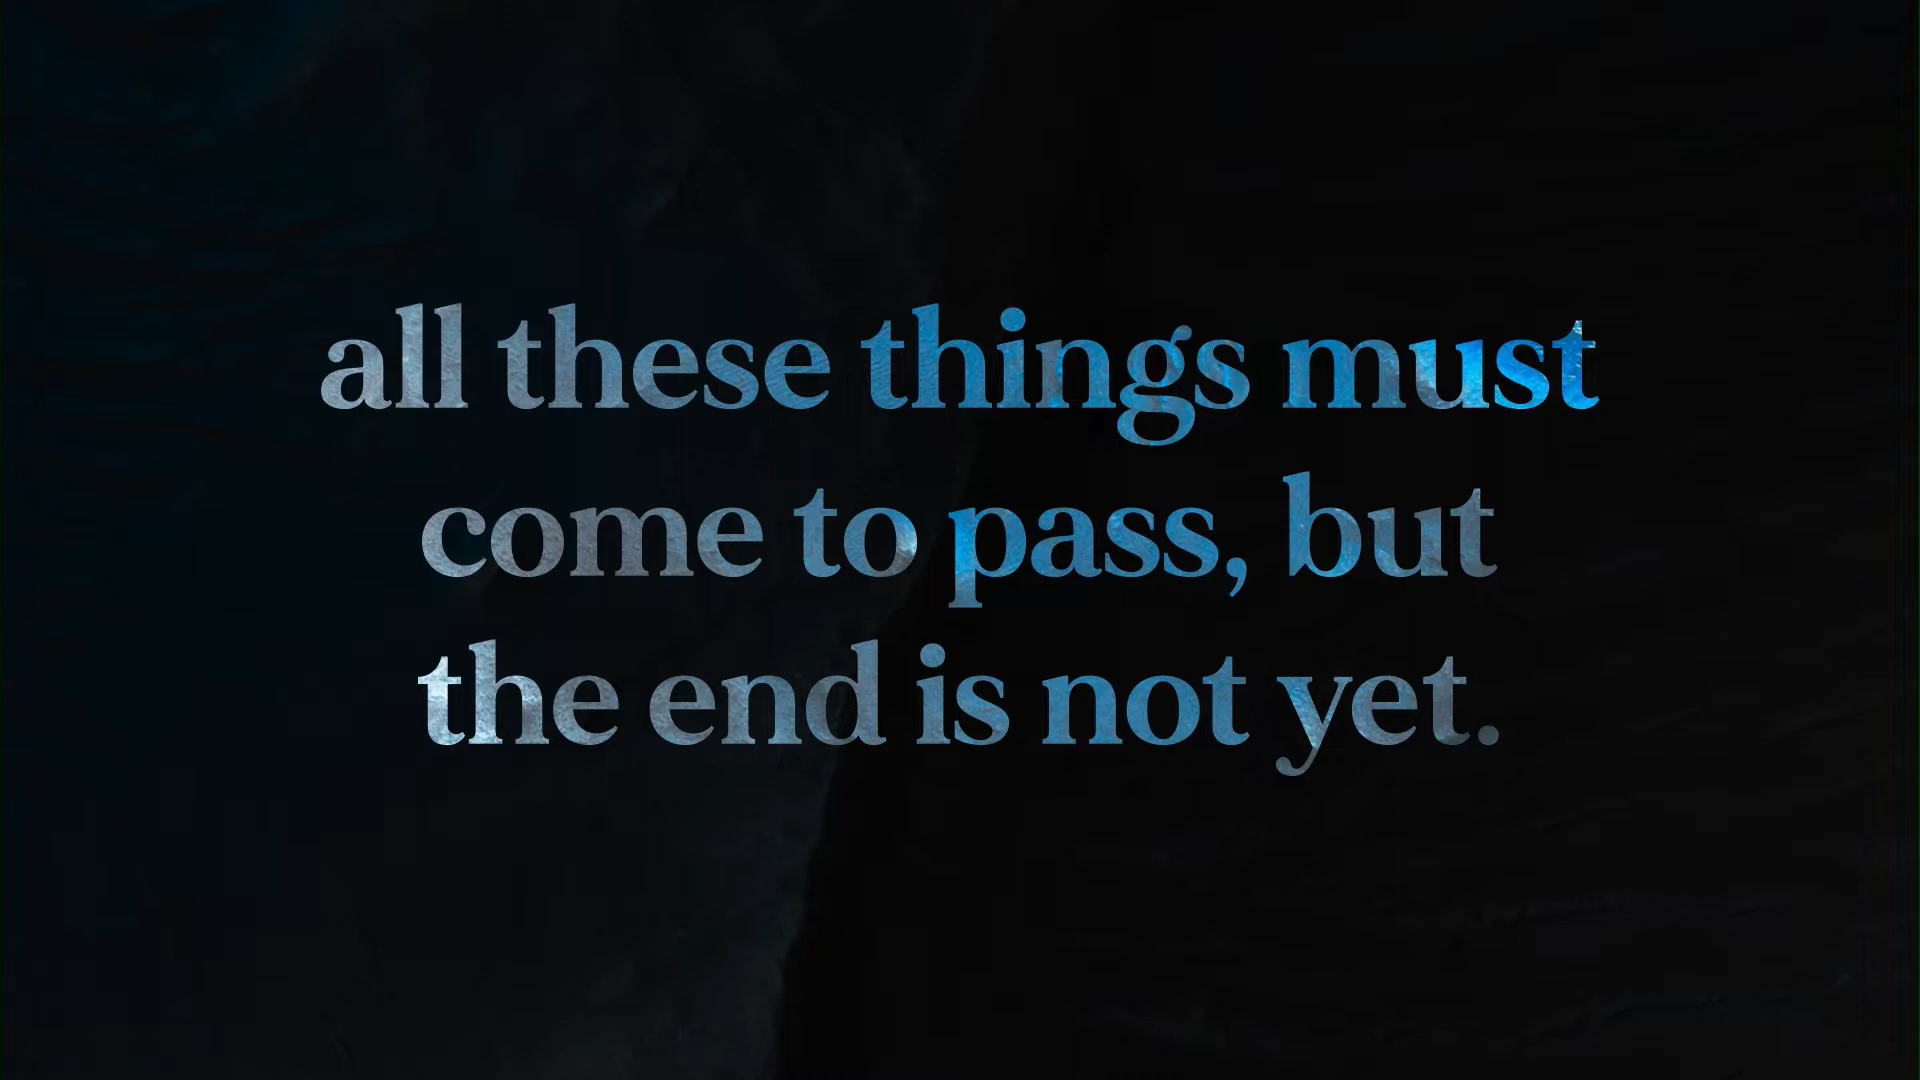 all these things must
come to pass, but
the end is not yet.